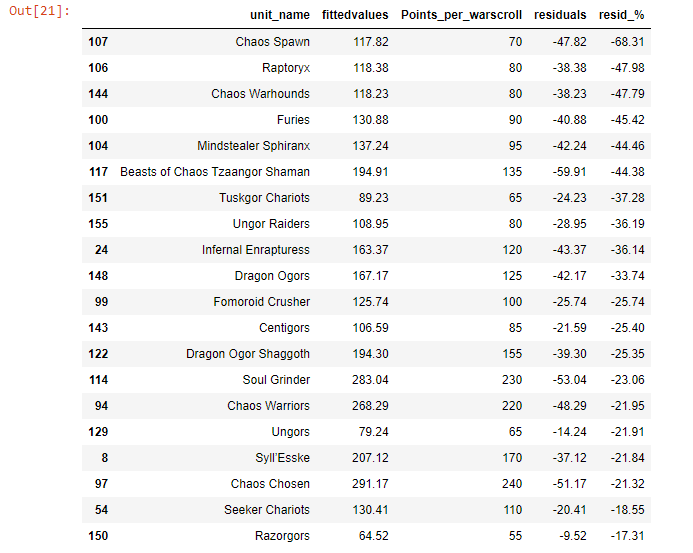 Out[21]:
unit_name fittedvalues Points_per_warscroll residuals resid_%
107 Chaos Spawn 117.82 70 -47.82 -68.31
106 Raptoryx 118.38 80 -38.38 -47.98
144 Chaos Warhounds 118.23 80 -38.23 -47.79
100 Furies 130.88 90 -40.88 -45.42
104 Mindstealer Sphiranx 137.24 95 -42.24 -44.46
117 Beasts of Chaos Tzaangor Shaman 194.91 135 -59.91 -44.38
151 Tuskgor Chariots 89.23 65 -24.23 -37.28
155 Ungor Raiders 108.95 80 -28.95 -36.19
24 Infernal Enrapturess 163.37 120 -43.37 -36.14
148 Dragon Ogors 167.17 125 -42.17 -33.74
99 Fomoroid Crusher 125.74 100 -25.74 -25.74
143 Centigors 106.59 85 -21.59 -25.40
122 Dragon Ogor Shaggoth 194.30 155 -39.30 -25.35
114 Soul Grinder 283.04 230 -53.04 -23.06
94 Chaos Warriors 268.29 220 -48.29 -21.95
129 Ungors 79.24 65 -14.24 -21.91
8 Syll’Esske 207.12 170 -37.12 -21.84
97 Chaos Chosen 291.17 240 -51.17 -21.32
54 Seeker Chariots 130.41 110 -20.41 -18.55
150 Razorgors 64.52 55 -9.52 -17.31